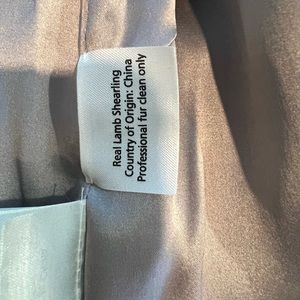 Real Lamb Shearling
Country of Origin: China
Professional fur clean only